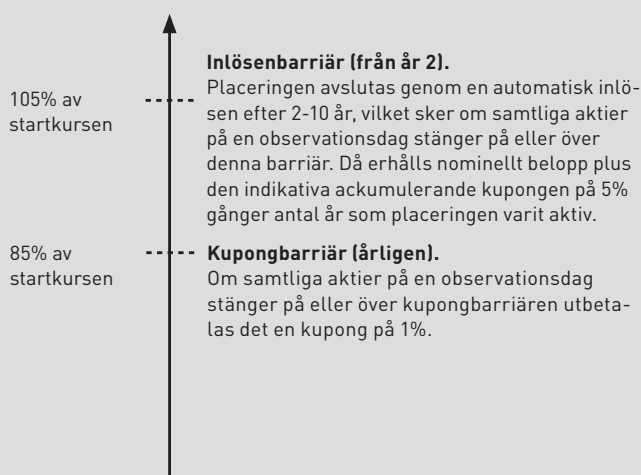 Inlösenbarriär (från år 2).
105% av
startkursen
Placeringen avslutas genom en automatisk inlö-
sen efter 2-10 år, vilket sker om samtliga aktier
på en observationsdag stänger på eller över
denna barriär. Då erhålls nominellt belopp plus
den indikativa ackumulerande kupongen på 5%
gånger antal år som placeringen varit aktiv.
85% av
startkursen
Kupongbarriär (årligen).
Om samtliga aktier på en observationsdag
stänger på eller över kupongbarriären utbeta-
las det en kupong på 1%.